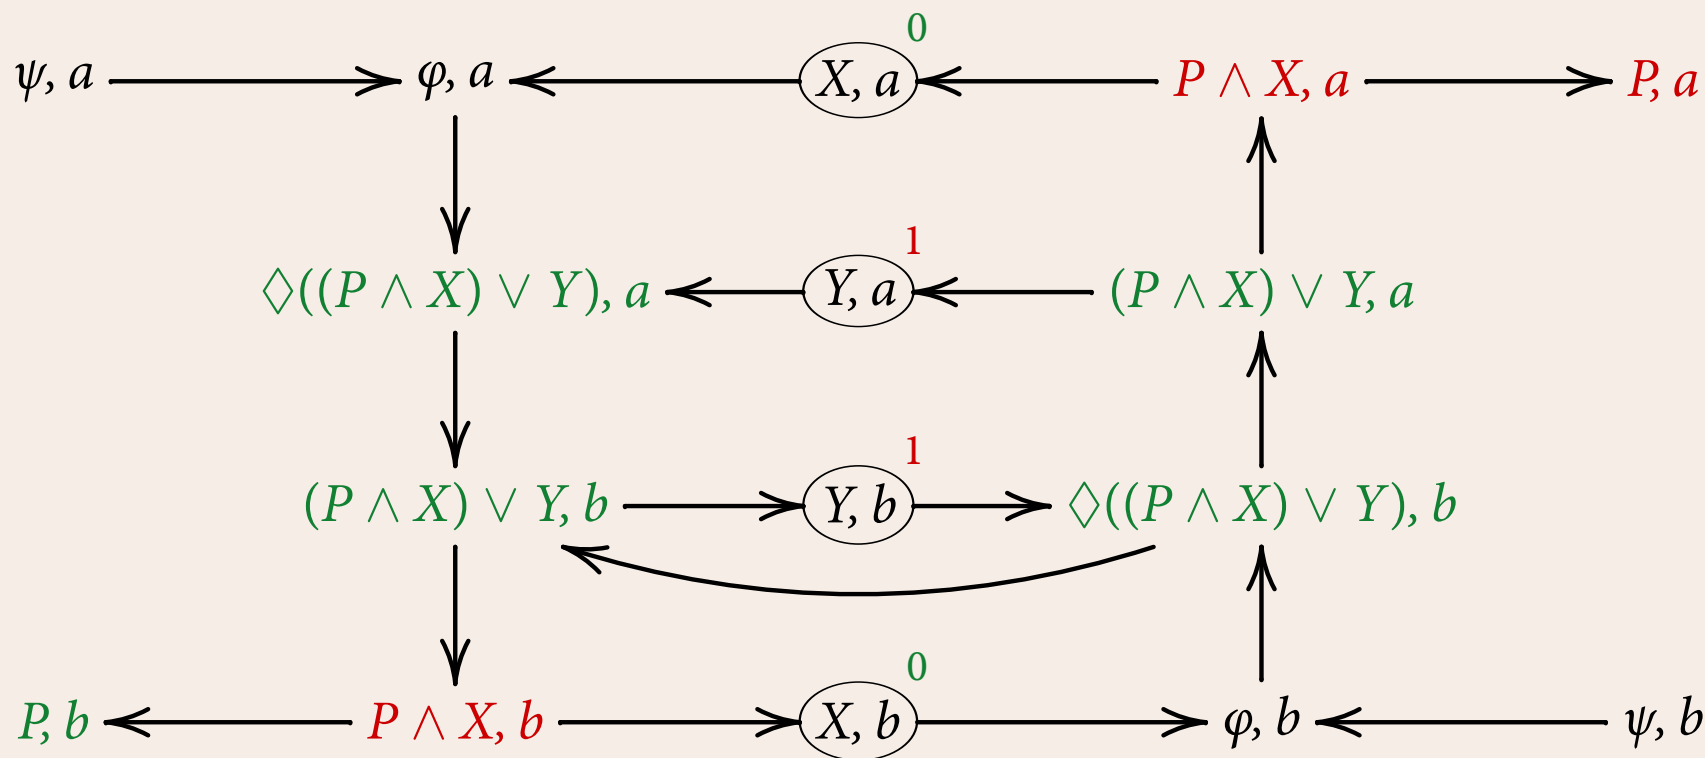 0
ψ, a φ, a X, a P ∧ X, a P, a
1
◇((P ∧ X) ∨ Y), a Y, a (P ∧ X) ∨ Y, a
1
(P ∧ X) ∨ Y, b Y, b ◇((P ∧ X) ∨ Y), b
0
P, b P ∧ X, b X, b φ, b ψ, b